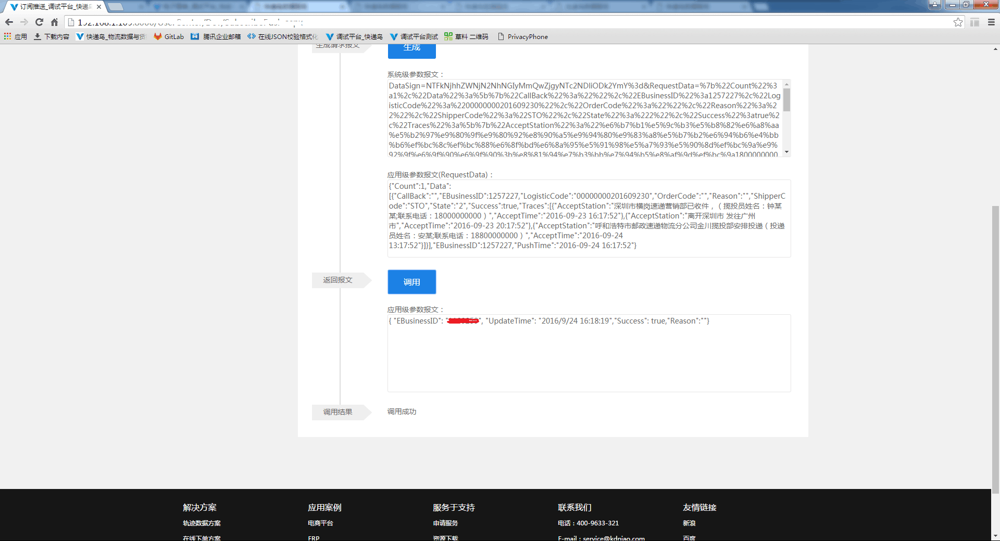 订阅推送_调试平台_快递
应用
下载内容
快递鸟_物流数据与货
GitLab
腾讯企业邮箱
在线JSON校验格式化
调试平台_快递鸟
调试平台测试
草料 二维码
PrivacyPhone
生成请求报文
生成
系统级参数报文：
DataSign=NTFkNjhhZWNjN2NhNGIyMmQwZjgyNTc2NDliODk2YmY%3d&RequestData=%7b%22Count%22%3
a1%2c%22Data%22%3a%5b%7b%22CallBack%22%3a%22%22%2c%22EBusinessID%22%3a1257227%2c%22Log
isticCode%22%3a%2200000000201609230%22%2c%22OrderCode%22%3a%22%22%2c%22Reason%22%3a%2
2%22%2c%22ShipperCode%22%3a%22STO%22%2c%22State%22%3a%222%22%2c%22Success%22%3atrue%2
c%22Traces%22%3a%5b%7b%22AcceptStation%22%3a%22%e6%b7%b1%e5%9c%b3%e5%b8%82%e6%a8%aa
%e5%b2%97%e9%80%9f%e9%80%92%e8%90%a5%e9%94%80%e9%83%a8%e5%b7%b2%e6%94%b6%e4%bb
%b6%ef%bc%8c%ef%bc%88%e6%8f%bd%e6%8a%95%e5%91%98%e5%a7%93%e5%90%8d%ef%bc%9a%e9%
92%9f%e6%9f%90%e6%9f%90%3b%e8%81%94%e7%b3%bb%e7%94%b5%e8%af%9d%ef%bc%9a1800000000
应用级参数报文(RequestData)：
{"Count":1,"Data":
[{"CallBack":"","EBusinessID":1257227,"LogisticCode":"00000000201609230","OrderCode":"","Reason":"","ShipperC
ode":"STO","State":"2","Success":true,"Traces":[{"AcceptStation":"深圳市横岗速递营销部已收件，（揽投员姓名：钟某
某;联系电话：18000000000）","AcceptTime":"2016-09-23 16:17:52"},{"AcceptStation":"离开深圳市 发往广州
市","AcceptTime":"2016-09-23 20:17:52"},{"AcceptStation":"呼和浩特市邮政速递物流分公司金川揽投部安排投递（投递
员姓名：安某;联系电话：18800000000）","AcceptTime":"2016-09-24
13:17:52"}]}],"EBusinessID":1257227,"PushTime":"2016-09-24 16:17:52"}
返回报文
调用
应用级参数报文：
{ "EBusinessID": "", "UpdateTime": "2016/9/24 16:18:19","Success": true,"Reason":""}
调用结果
调用成功
解决方案
应用案例
服务于支持
联系我们
友情链接
轨迹数据方案
电商平台
申请服务
电话：400-9633-321
新浪
在线下单方案
ERP
资源下载
E-mail：service@kdniao.com
百度